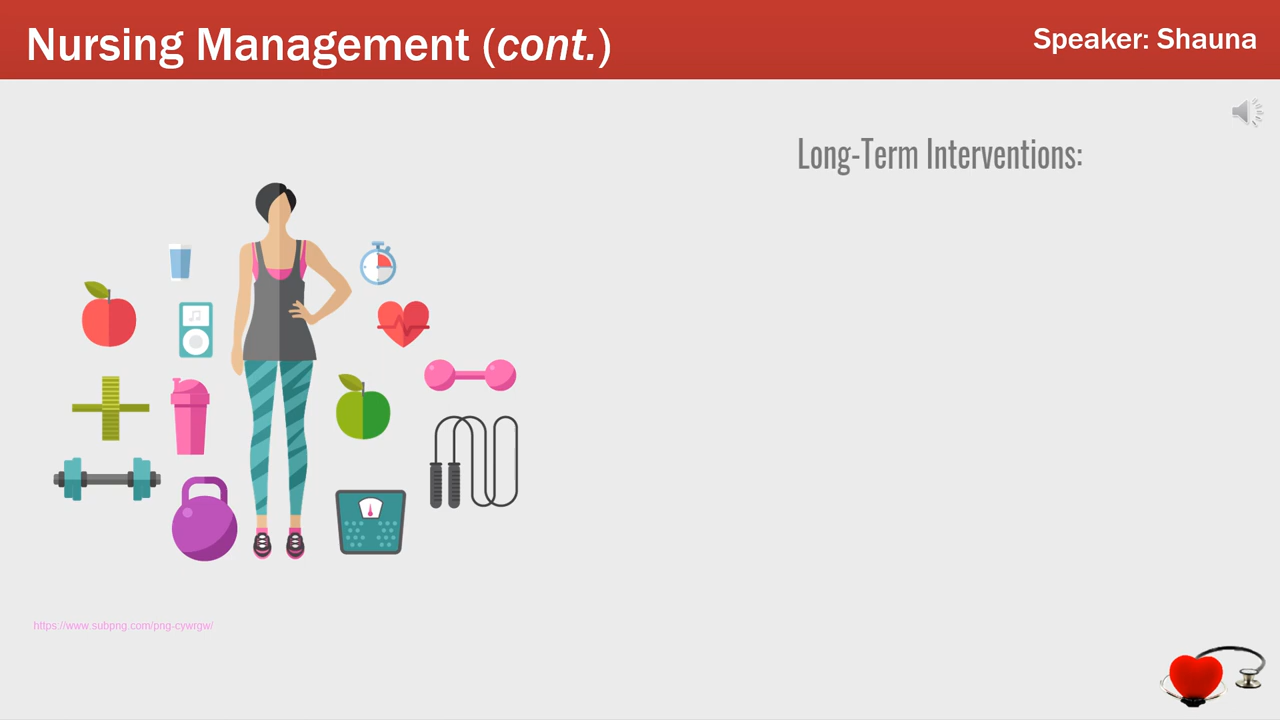 Nursing Management (cont.)
Speaker: Shauna
Long-Term Interventions:
https://www.subpng.com/png-cywrgw/